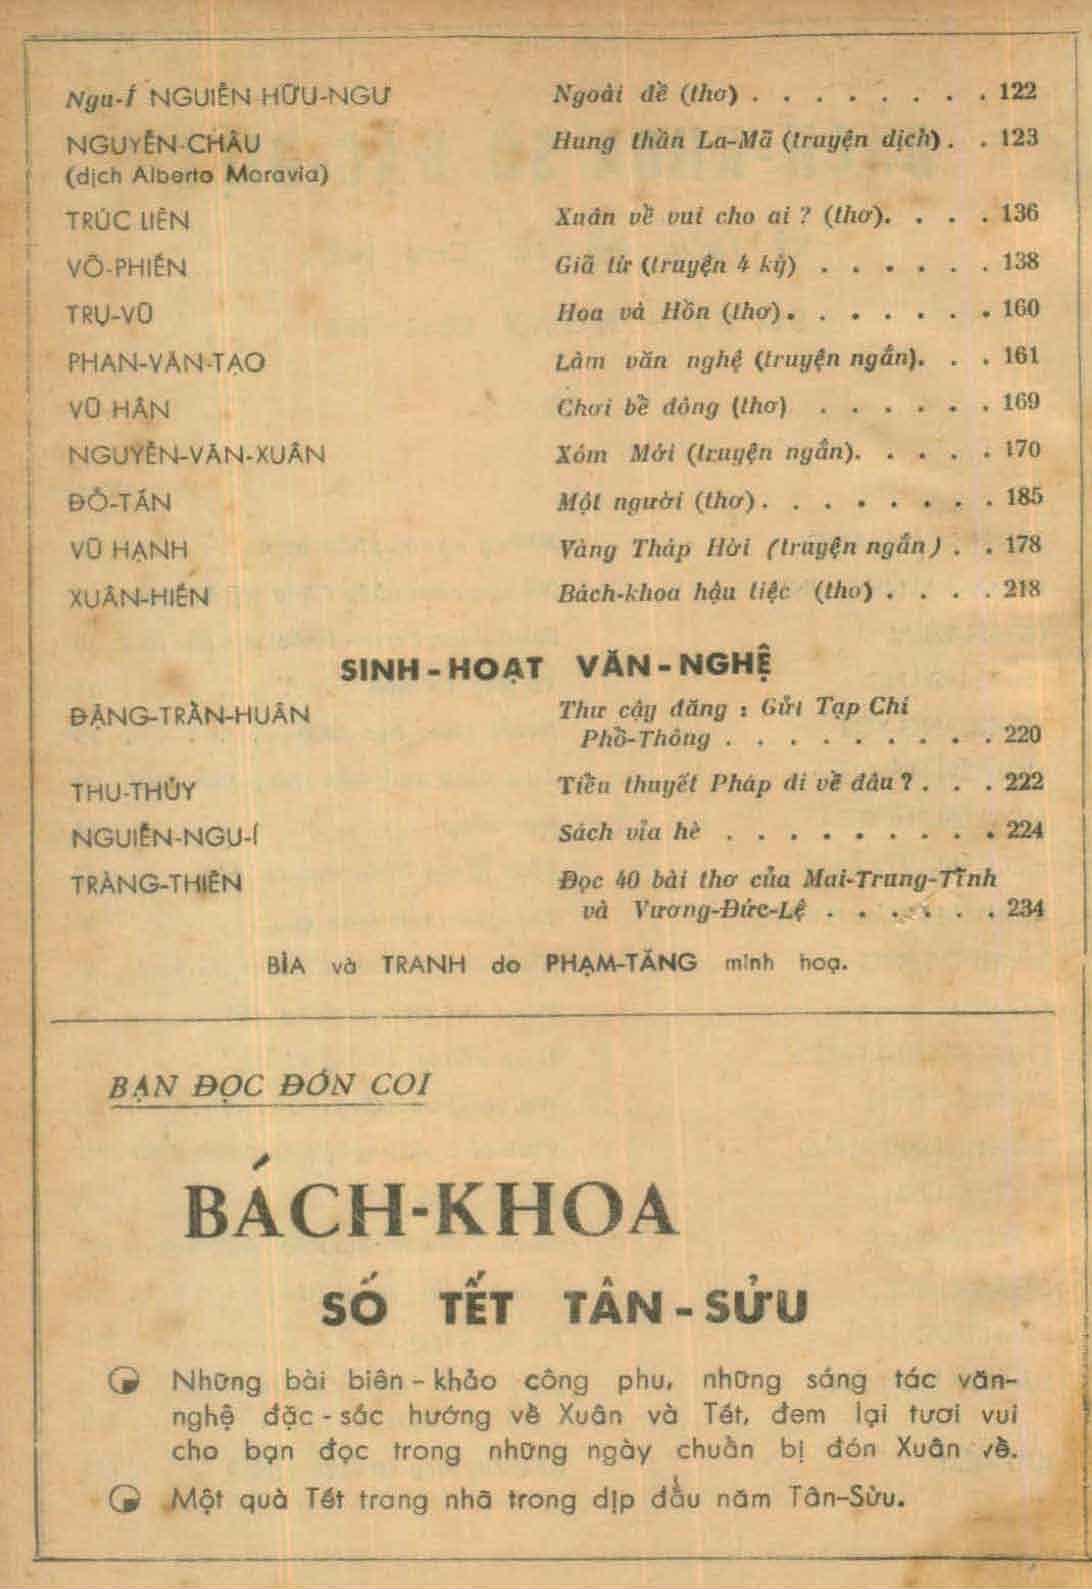 Ngu-Í NGUIỄN HỮU-NGƯ Ngoài đề (thơ) . . . . . . . . 122
NGUYỄN-CHÂU Hung thần La-Mã (truyện dịch) . . 123
(dịch Alberto Moravia)
TRÚC LIÊN Xuân về vui cho ai ? (thơ). . . . . 136
VÕ-PHIẾN Giã từ (truyện 4 kỳ) . . . . . . 138
TRỤ-VŨ Hoa và Hồn (thơ) . . . . . . . 160
PHAN-VĂN-TẠO Làm văn nghệ (truyện ngắn). . . 161
VŨ HÂN Chơi bề đông (thơ) . . . . . . 169
NGUYỄN-VĂN-XUÂN Xóm Mới (truyện ngắn). . . . . 170
ĐỖ-TẤN Một người (thơ) . . . . . . . . 185
VŨ HẠNH Vàng Tháp Hời (truyện ngắn) . . 178
XUÂN-HIẾN Bách-khoa hậu tiệc (thơ) . . . . 218
SINH-HOẠT VĂN-NGHỆ
ĐẶNG-TRẦN-HUÂN Thư cậy đăng : Gửi Tạp Chí
Phồ-Thông . . . . . . . . . . 220
THU-THỦY Tiều thuyết Pháp đi về đâu ? . . . 222
NGUIỄN-NGU-Í Sách vỉa hè . . . . . . . . . 224
TRÀNG-THIÊN Đọc 40 bài thơ của Mai-Trung-Tĩnh
và Vương-Đức-Lệ . . . . . . 234
BÌA và TRANH do PHẠM-TĂNG minh hoạ.
BẠN ĐỌC ĐÓN COI
BÁCH-KHOA
SỐ TẾT TÂN-SỬU
Những bài biên-khảo công phu, những sáng tác văn-
nghệ đặc-sắc hướng về Xuân và Tết, đem lại tươi vui
cho bạn đọc trong những ngày chuẩn bị đón Xuân về.
Một quà Tết trang nhã trong dịp đầu năm Tân-Sửu.